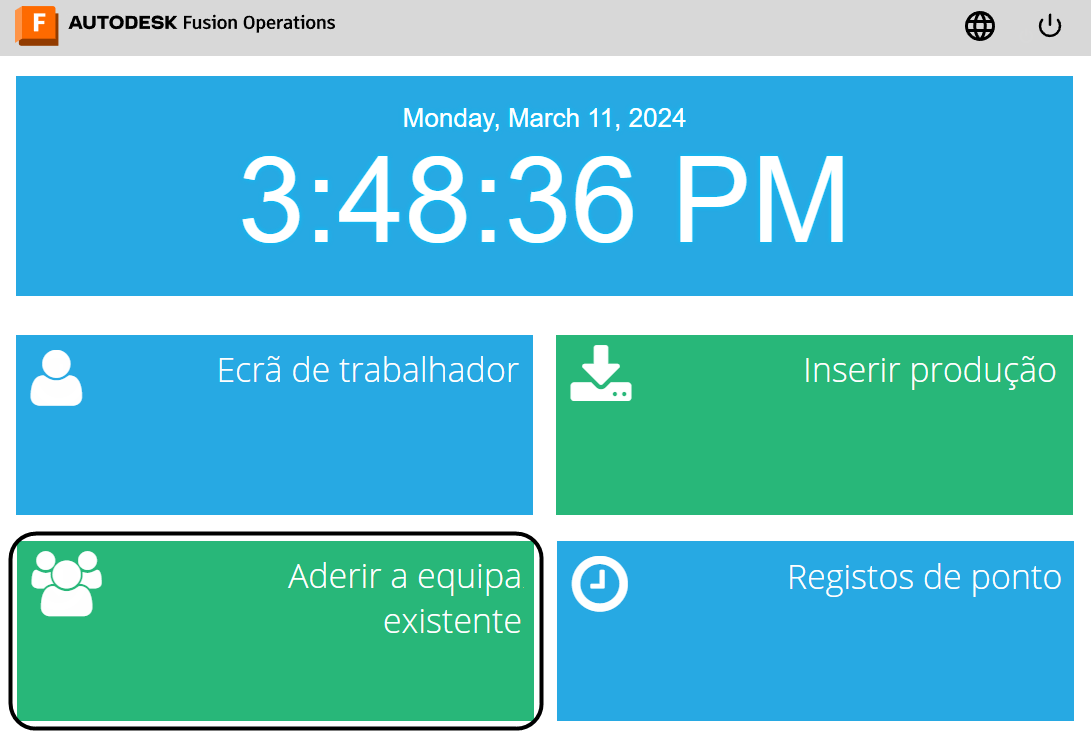 F AUTODESK Fusion Operations
Monday, March 11, 2024
3:48:36 PM
Ecrã de trabalhador
Inserir produção
Aderir a equipa
existente
Registos de ponto